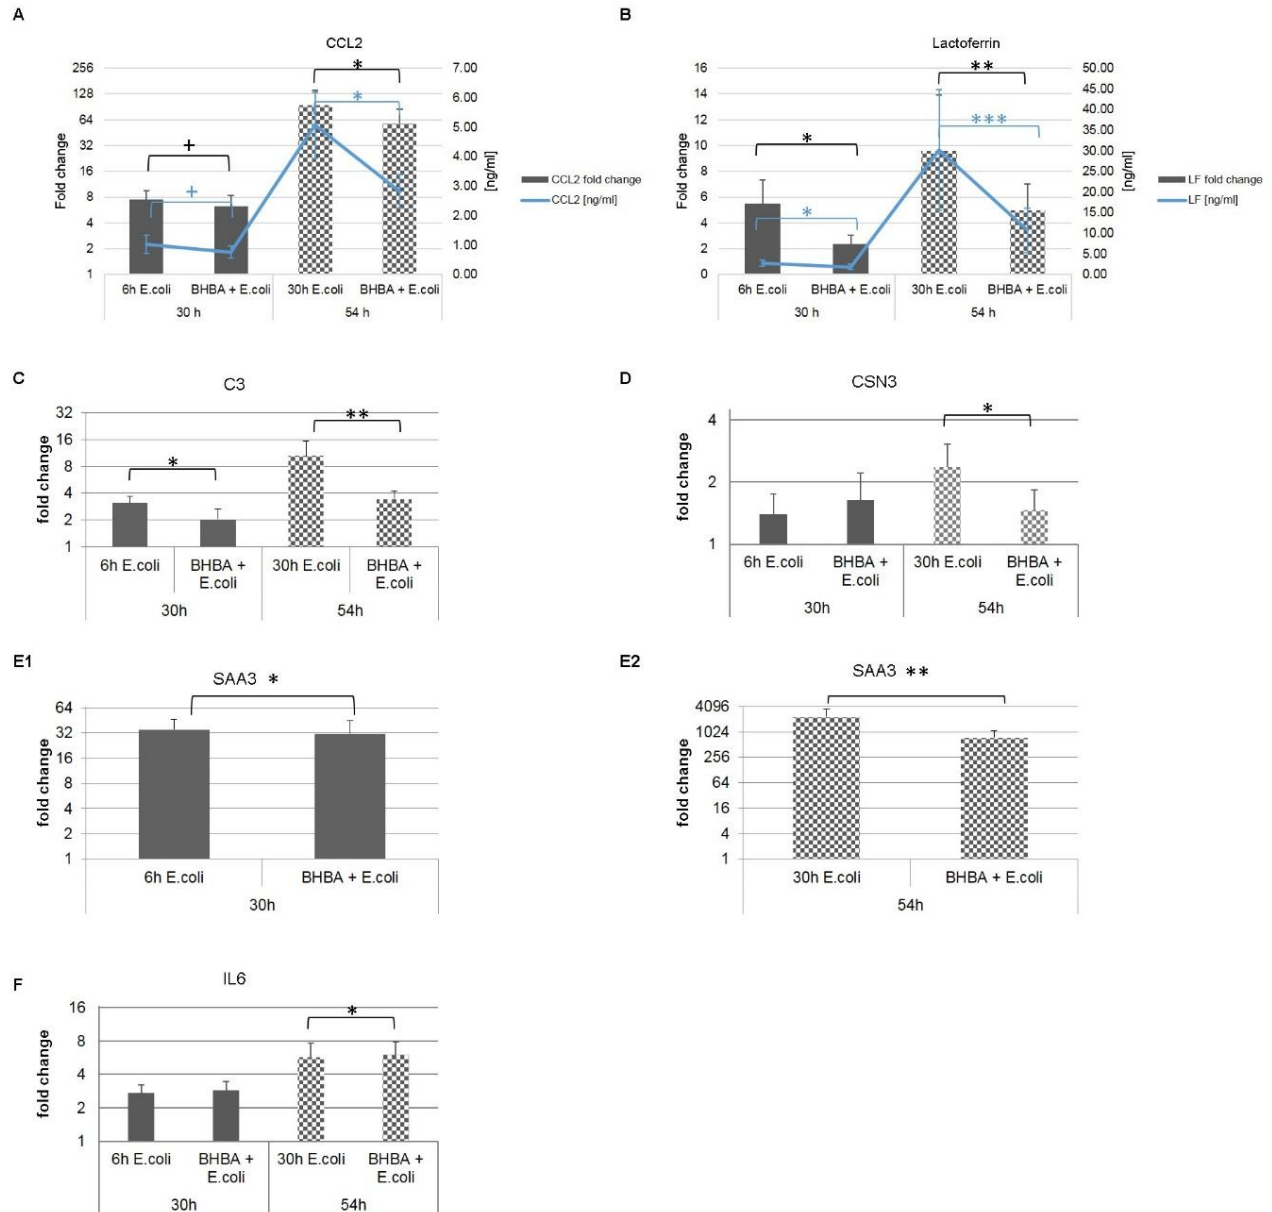 A
CCL2
256
128
64
32
16
8
4
2
1
Fold change
7.00
6.00
5.00
4.00
3.00
2.00
1.00
0.00
[ng/ml]
*
*
+
+
CCL2 fold change
CCL2 [ng/ml]
6h E.coli BHBA + E.coli 30h E.coli BHBA + E.coli
30 h 54 h
B
Lactoferrin
16
14
12
10
8
6
4
2
0
Fold change
50.00
45.00
40.00
35.00
30.00
25.00
20.00
15.00
10.00
5.00
0.00
[ng/ml]
**
***
*
*
LF fold change
LF [ng/ml]
6h E.coli BHBA + E.coli 30h E.coli BHBA + E.coli
30 h 54 h
C
C3
32
16
8
4
2
1
fold change
**
*
6h E.coli BHBA + 30h E.coli BHBA +
E.coli E.coli
30h 54h
D
CSN3
4
2
1
fold change
*
6h E.coli BHBA + 30h E.coli BHBA +
E.coli E.coli
30h 54h
E1
SAA3 *
64
32
16
8
4
2
1
fold change
6h E.coli BHBA + E.coli
30h
E2
SAA3 **
4096
1024
256
64
16
4
1
fold change
30h E.coli BHBA + E.coli
54h
F
IL6
16
8
4
2
1
fold change
*
6h E.coli BHBA + 30h E.coli BHBA +
E.coli E.coli
30h 54h